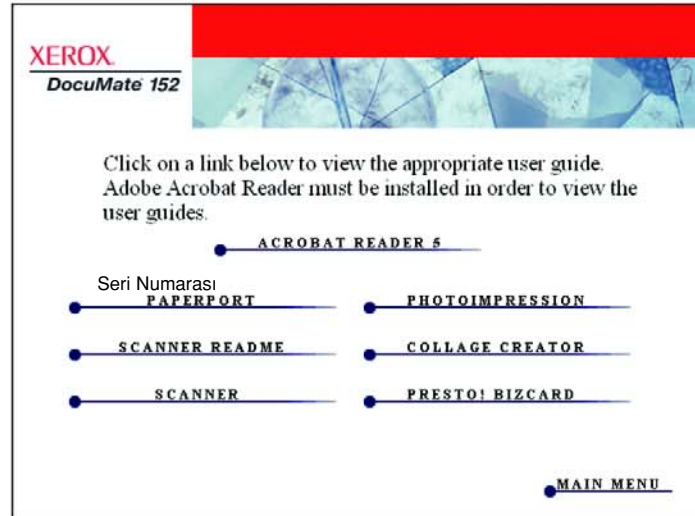 XEROX
DocuMate 152
Click on a link below to view the appropriate user guide.
Adobe Acrobat Reader must be installed in order to view the
user guides.
ACROBAT READER 5
Seri Numarası
PAPERPORT
PHOTOIMPRESSION
SCANNER README
COLLAGE CREATOR
SCANNER
PRESTO! BIZCARD
MAIN MENU